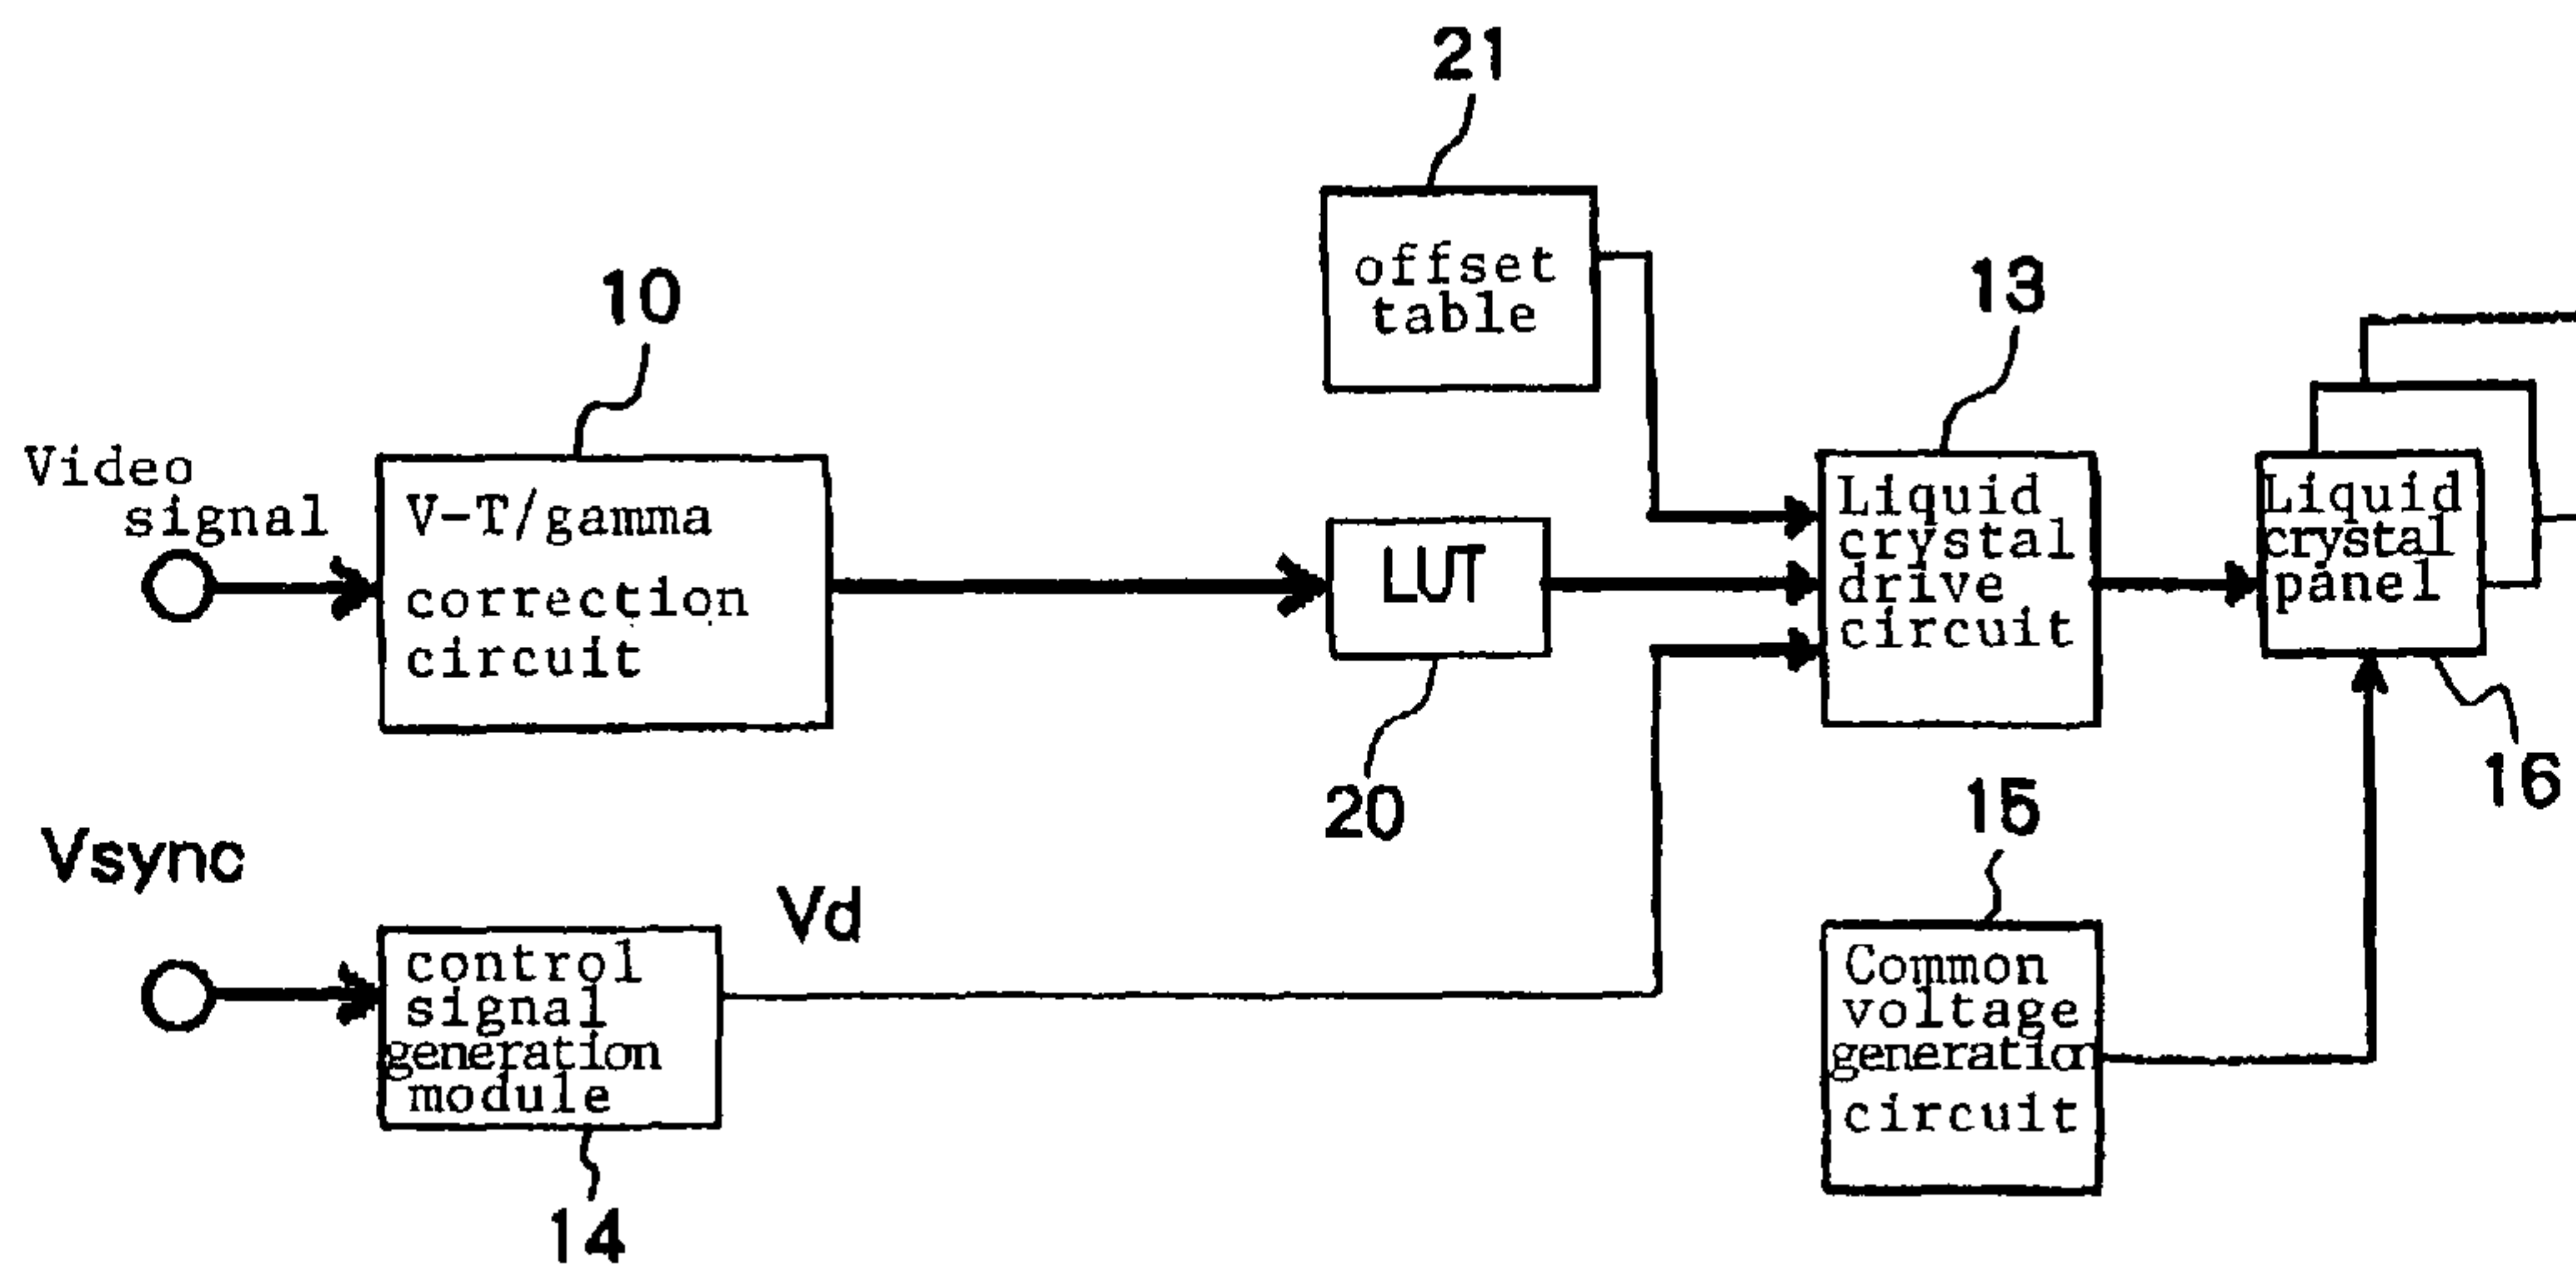 21
offset
table
10
13
Video
signal
V-T/gamma
correction
circuit
LUT
20
Liquid
crystal
drive
circuit
Liquid
crystal
panel
16
Vsync
control
signal
generation
module
14
Vd
15
Common
voltage
generation
circuit